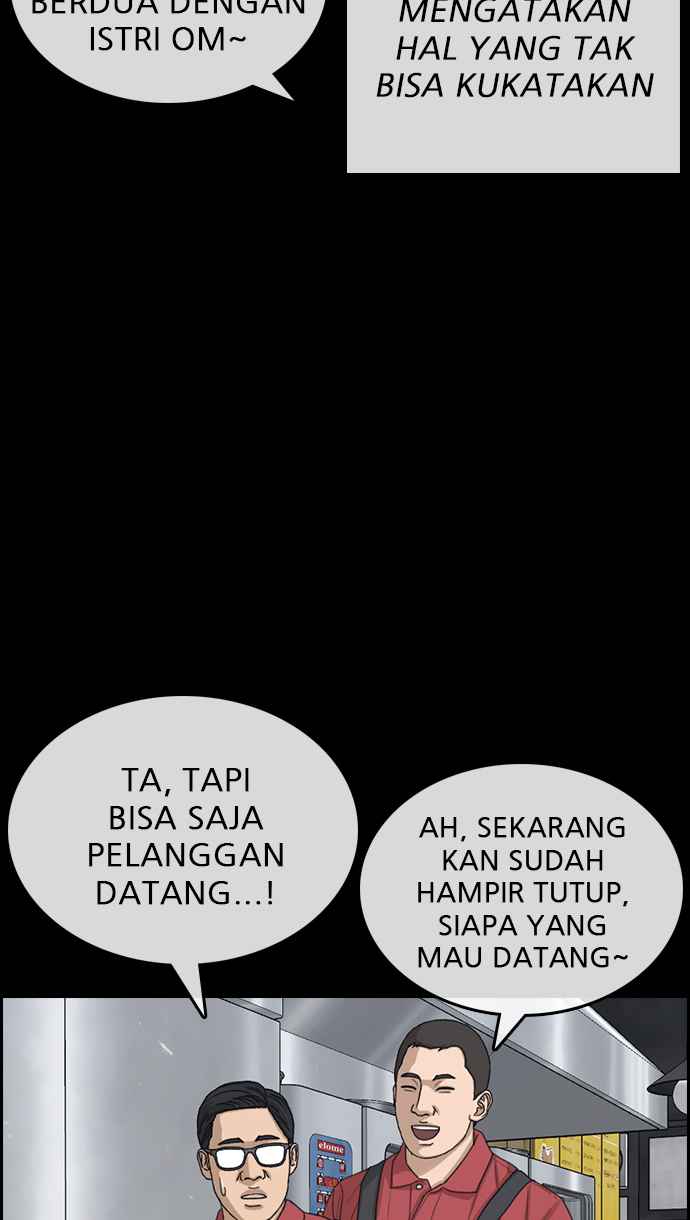 BERDUA DENGAN
ISTRI OM~
MENGATAKAN
HAL YANG TAK
BISA KUKATAKAN
TA, TAPI
BISA SAJA
PELANGGAN
DATANG...!
AH, SEKARANG
KAN SUDAH
HAMPIR TUTUP,
SIAPA YANG
MAU DATANG~
elome